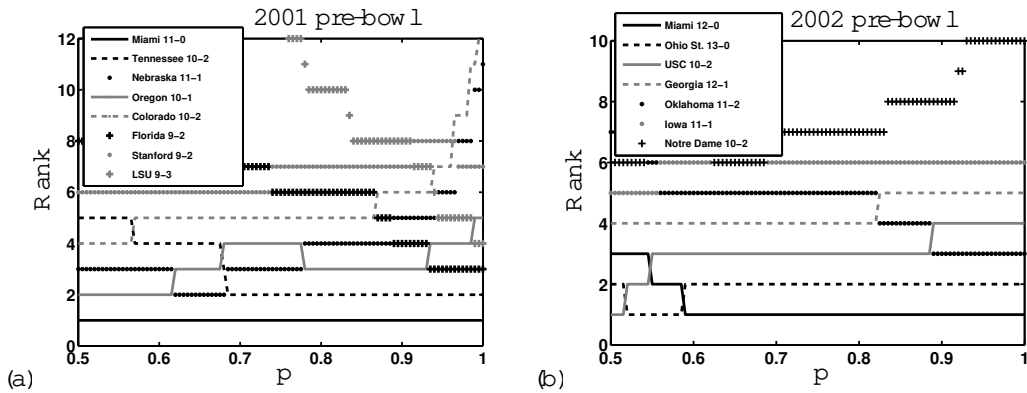 2001 pre-bowl
12
10
8
6
4
2
0
Rank
Miami 11-0
Tennessee 10-2
Nebraska 11-1
Oregon 10-1
Colorado 10-2
Florida 9-2
Stanford 9-2
LSU 9-3
0.5 0.6 0.7 0.8 0.9 1
p
(a)
2002 pre-bowl
10
8
6
4
2
0
Rank
Miami 12-0
Ohio St. 13-0
USC 10-2
Georgia 12-1
Oklahoma 11-2
Iowa 11-1
Notre Dame 10-2
0.5 0.6 0.7 0.8 0.9 1
p
(b)